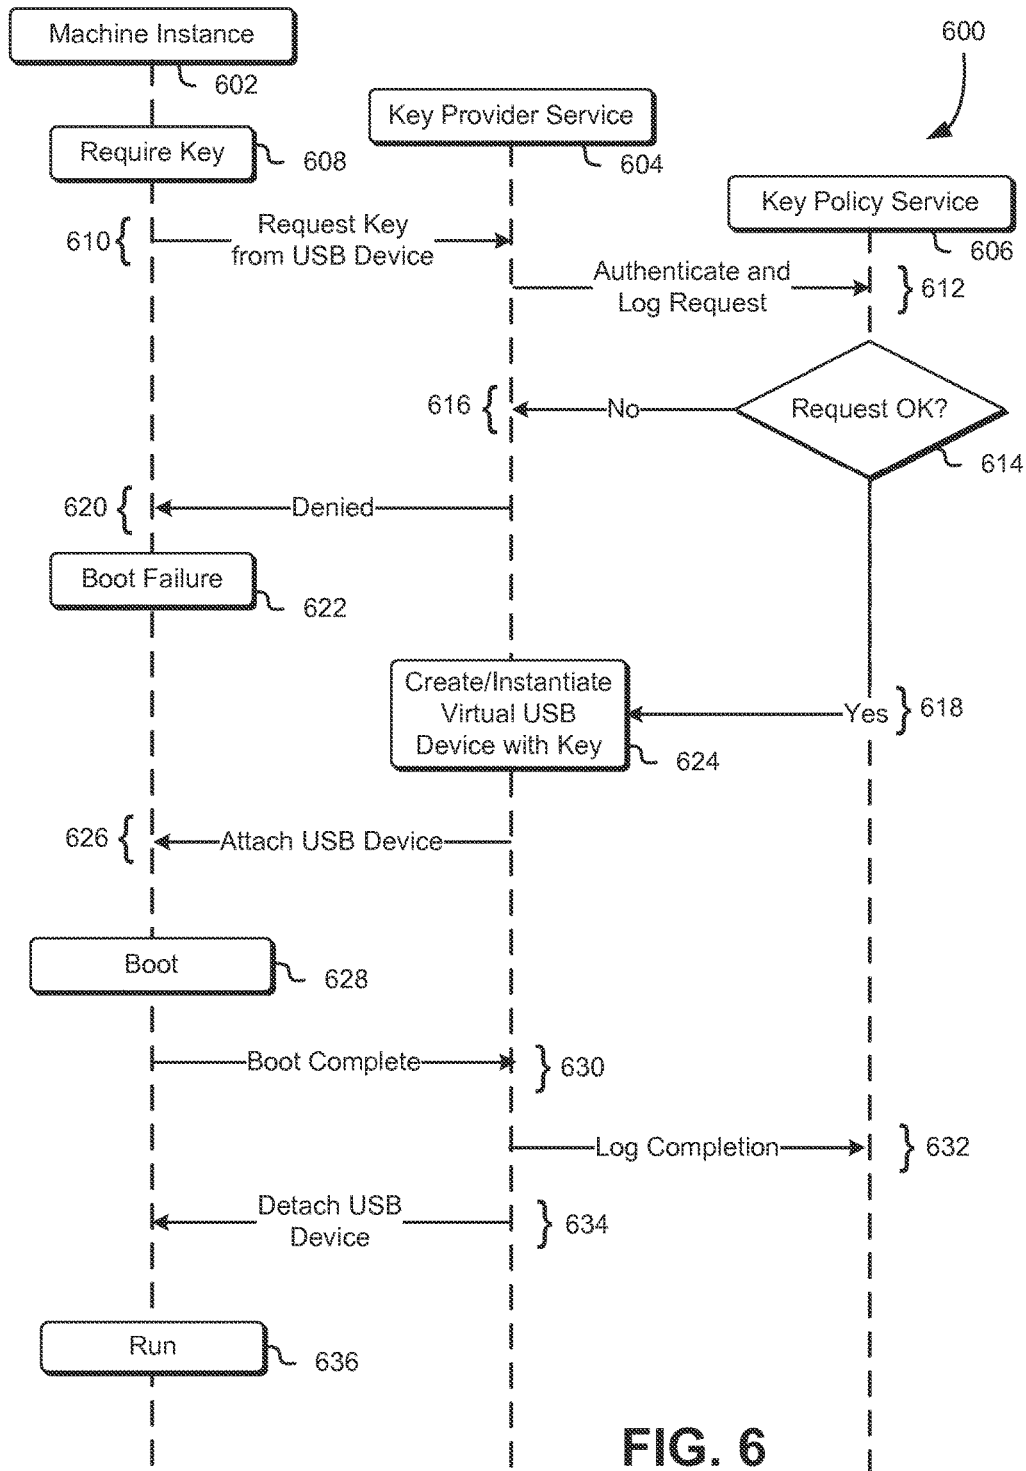 Machine Instance
600
602
Key Provider Service
Require Key
608
604
Key Policy Service
610
Request Key
from USB Device
606
Authenticate and
Log Request
612
616
No
Request OK?
614
620
Denied
Boot Failure
622
Create/Instantiate
Virtual USB
Device with Key
Yes
618
624
626
Attach USB Device
Boot
628
Boot Complete
630
Log Completion
632
Detach USB
Device
634
Run
636
FIG. 6